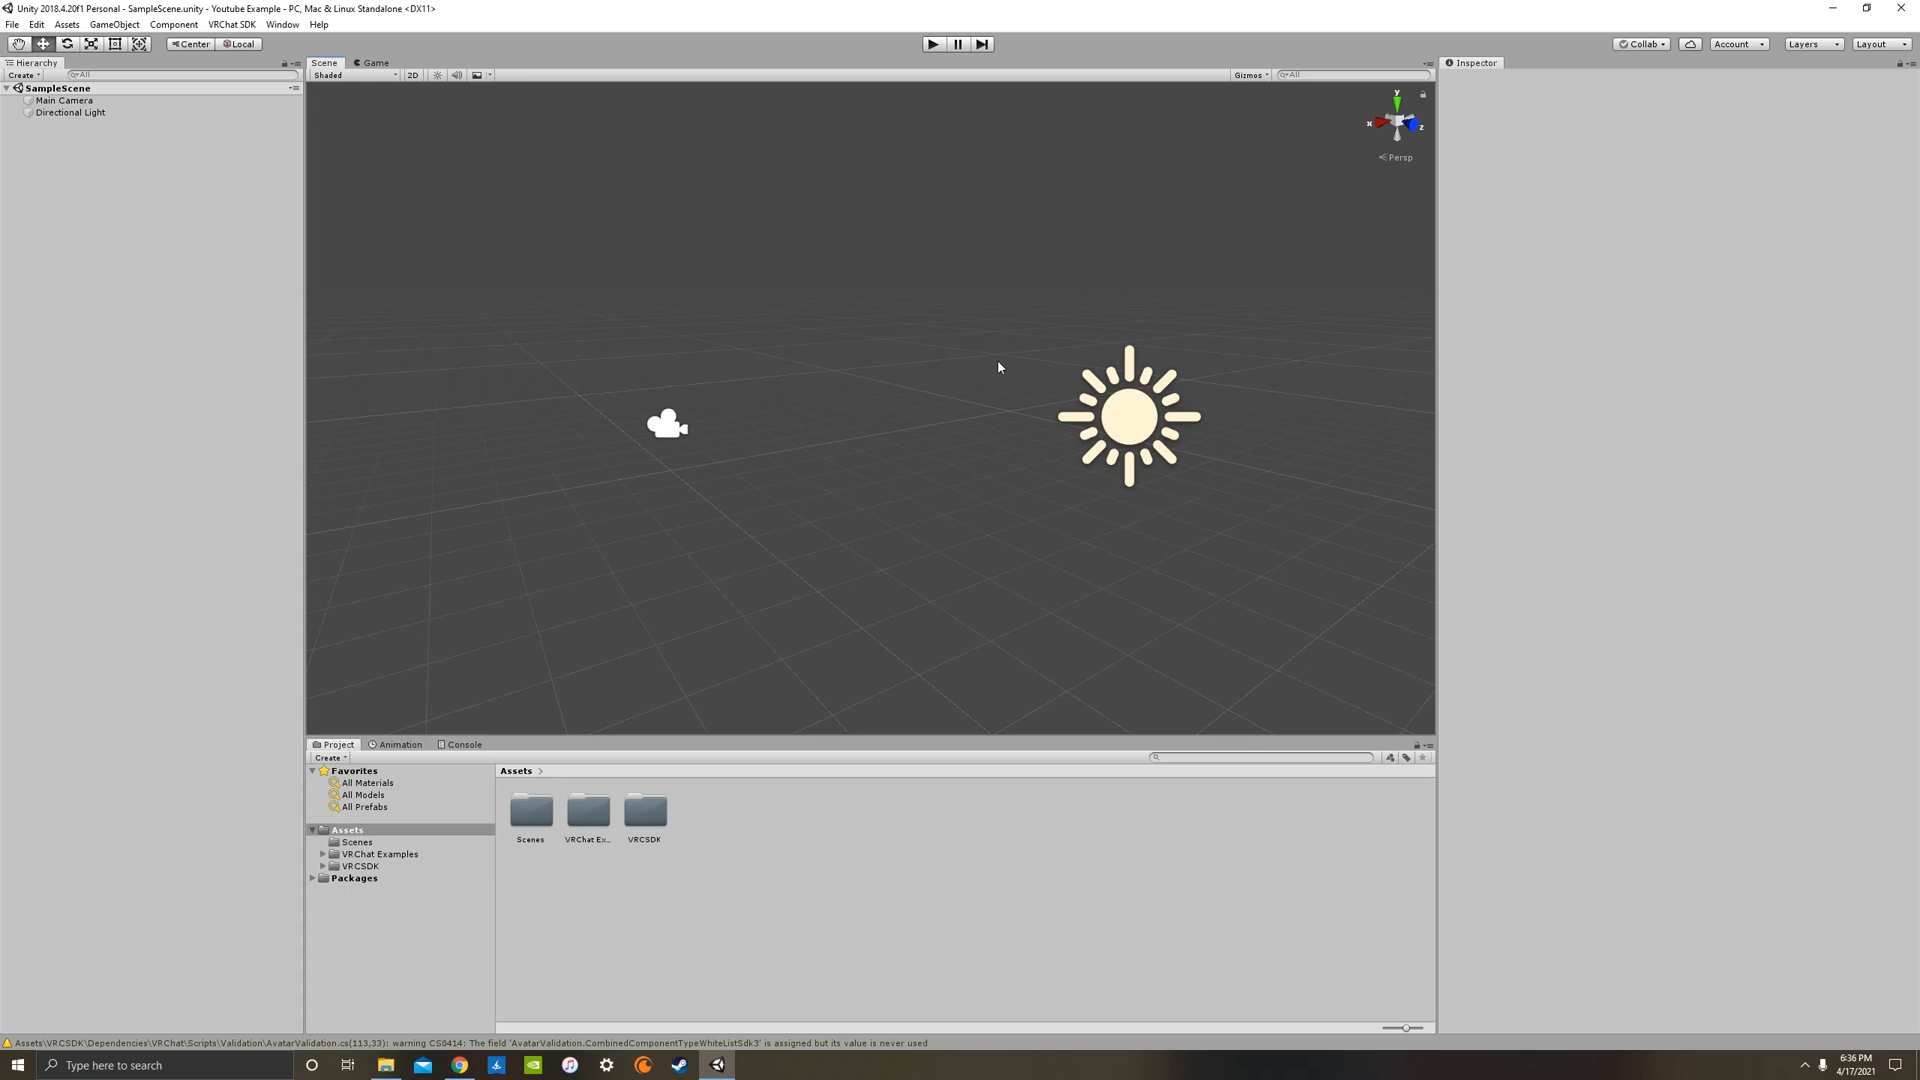 Unity 2018.4.20f1 Personal - SampleScene.unity - Youtube Example - PC, Mac & Linux Standalone <DX11>
File Edit Assets GameObject Component VRChat SDK Window Help
Center Local Collab Account Layers Layout
Hierarchy Scene Game Inspector
Create All Shaded 2D Gizmos All
SampleScene
Main Camera
Directional Light
y
x z
Persp
Project Animation Console
Create
Favorites
All Materials
All Models
All Prefabs
Assets
Scenes
VRChat Examples
VRCSDK
Packages
Assets
Scenes VRChat Ex... VRCSDK
Assets\VRCSDK\Dependencies\VRChat\Scripts\Validation\AvatarValidation.cs(113,33): warning CS0414: The field 'AvatarValidation.CombinedComponentTypeWhiteListSdk3' is assigned but its value is never used
Type here to search
6:36 PM
4/17/2021